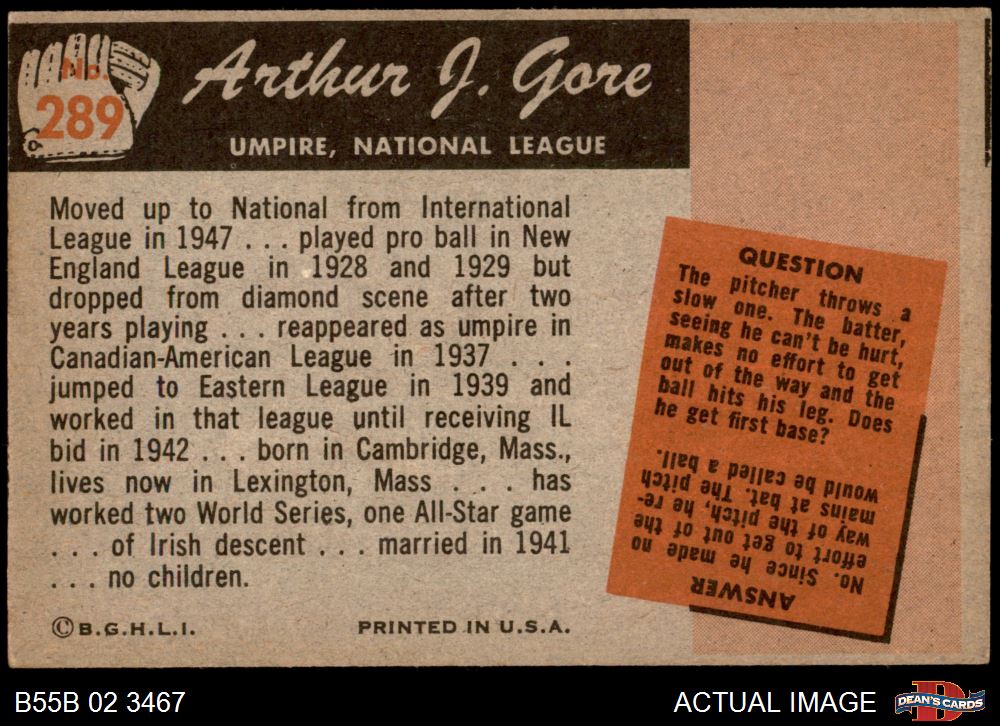 No.
289
Arthur J. Gore
UMPIRE, NATIONAL LEAGUE
Moved up to National from International
League in 1947 . . . played pro ball in New
England League in 1928 and 1929 but
dropped from diamond scene after two
years playing . . . reappeared as umpire in
Canadian-American League in 1937 . . .
jumped to Eastern League in 1939 and
worked in that league until receiving IL
bid in 1942 . . . born in Cambridge, Mass.,
lives now in Lexington, Mass . . . has
worked two World Series, one All-Star game
. . . of Irish descent . . . married in 1941
. . . no children.
©B.G.H.L.I.
PRINTED IN U.S.A.
QUESTION
The pitcher throws a
slow one. The batter,
seeing he can't be hurt,
makes no effort to get
out of the way and the
ball hits his leg. Does
he get first base?
ANSWER
No. Since he made no
effort to get out of the
way of the pitch, he re-
mains at bat. The pitch
would be called a ball.
B55B 02 3467
ACTUAL IMAGE
D
DEAN'S CARDS